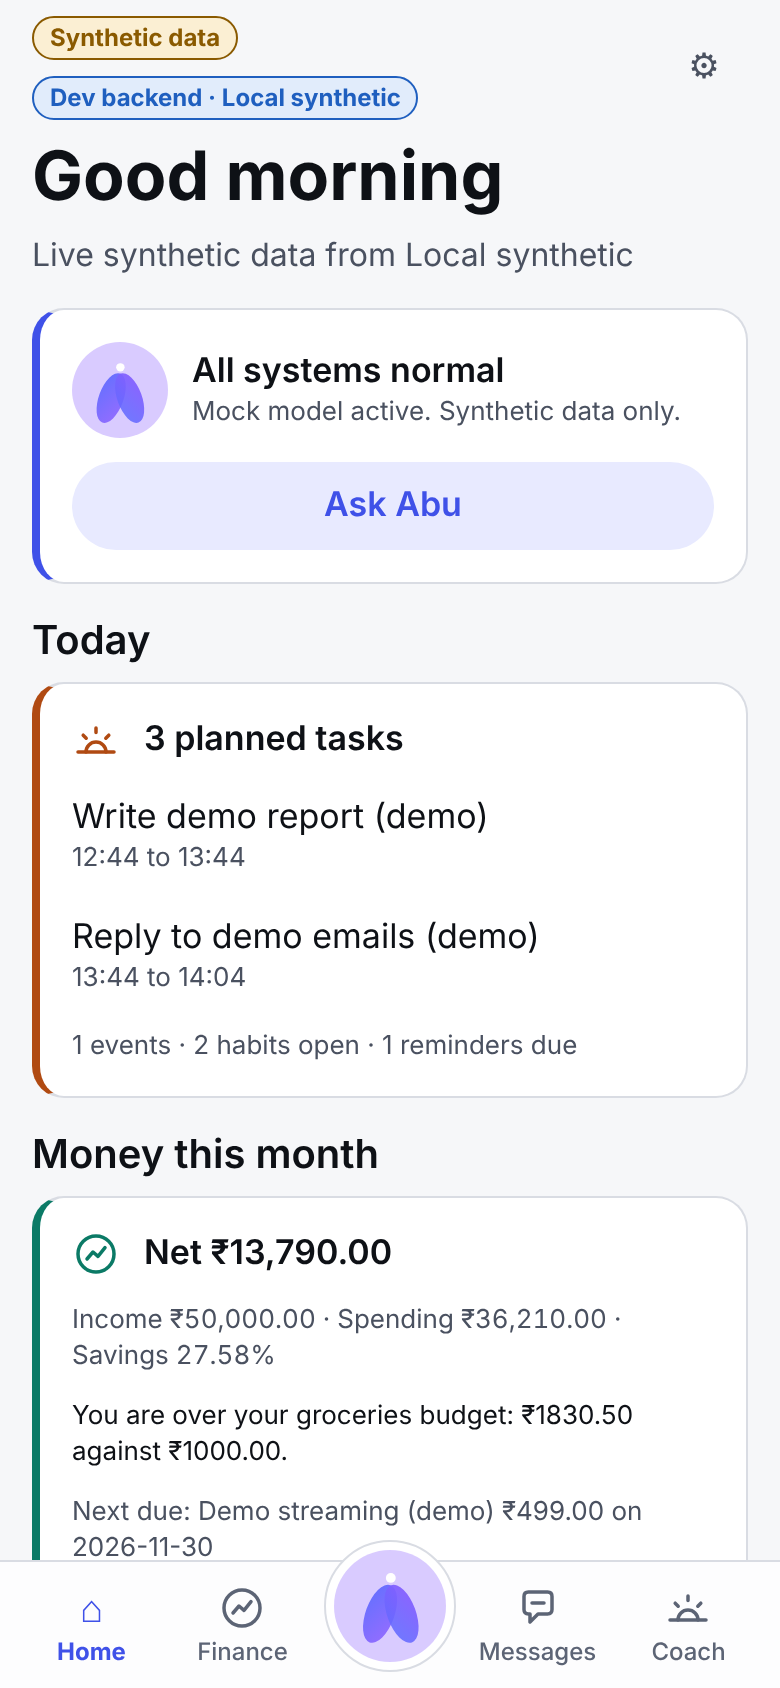 Synthetic data
Dev backend · Local synthetic
Good morning
Live synthetic data from Local synthetic
All systems normal
Mock model active. Synthetic data only.
Ask Abu
Today
3 planned tasks
Write demo report (demo)
12:44 to 13:44
Reply to demo emails (demo)
13:44 to 14:04
1 events · 2 habits open · 1 reminders due
Money this month
Net ₹13,790.00
Income ₹50,000.00 · Spending ₹36,210.00 ·
Savings 27.58%
You are over your groceries budget: ₹1830.50
against ₹1000.00.
Next due: Demo streaming (demo) ₹499.00 on
2026-11-30
Home
Finance
Messages
Coach